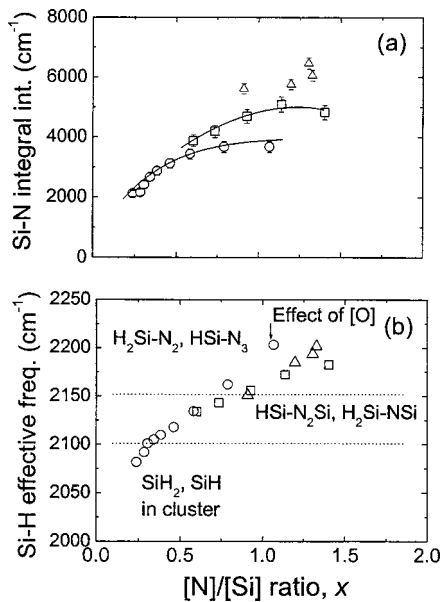 8000
6000
4000
2000
0
Si-N integral int. (cm⁻¹)
(a)
2250
2200
2150
2100
2050
2000
Si-H effective freq. (cm⁻¹)
Effect of [O]
(b)
H₂Si-N₂, HSi-N₃
HSi-N₂Si, H₂Si-NSi
SiH₂, SiH
in cluster
0.0 0.5 1.0 1.5 2.0
[N]/[Si] ratio, x